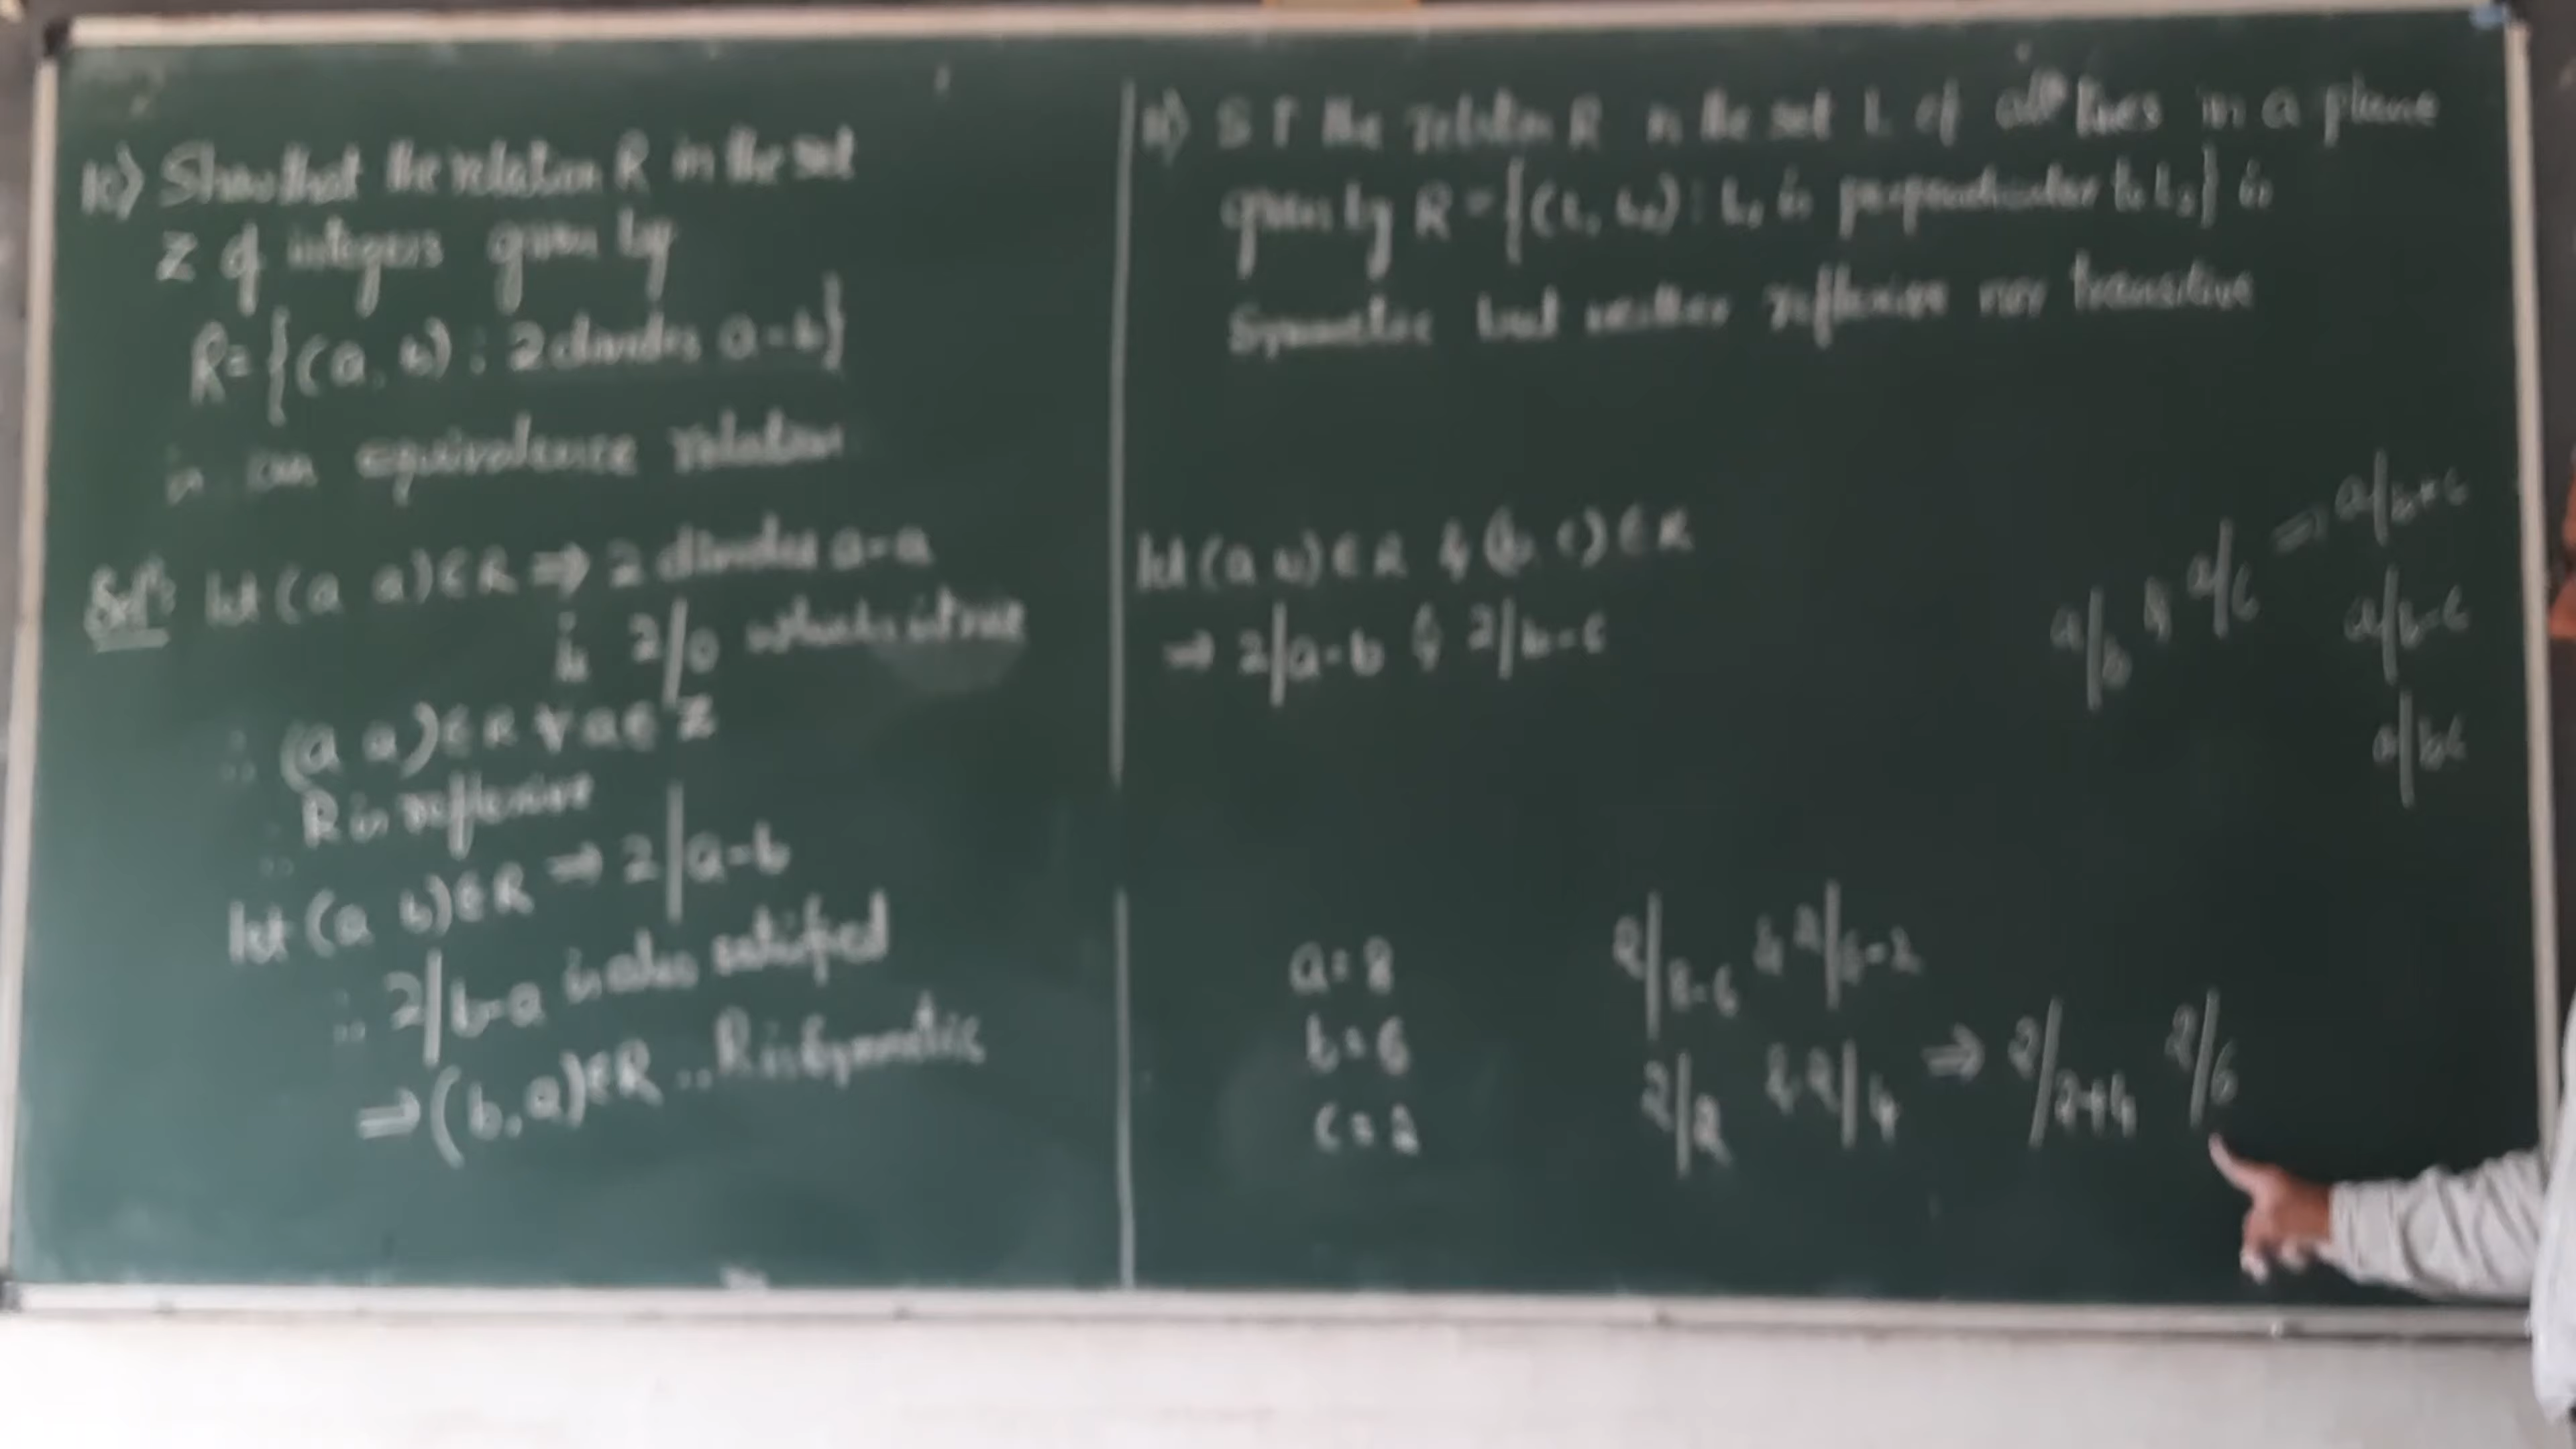 10) Show that the relation R in the set
Z of integers given by
R = {(a, b) : 2 divides a-b}
is an equivalence relation
Sol: let (a a) ∈ R ⇒ 2 divides a-a
is 2/0 which is true
∴ (a a) ∈ R ∀ a ∈ Z
∴ R is reflexive
let (a b) ∈ R ⇒ 2|a-b
∴ 2|b-a is also satisfied
⇒ (b, a) ∈ R ∴ R is Symmetric
11) S T the relation R in the set L of all lines in a plane
given by R = {(L₁ L₂) : L₁ is perpendicular to L₂} is
Symmetric but neither reflexive nor transitive
let (a b) ∈ R & (b c) ∈ R
⇒ 2|a-b & 2|b-c
a/b & a/c ⇒ a/b+c
a/b-c
a/bc
a = 8
b = 6
c = 2
2/8-6 & 2/6-2
2/2 & 2/4 ⇒ 2/2+4 2/6